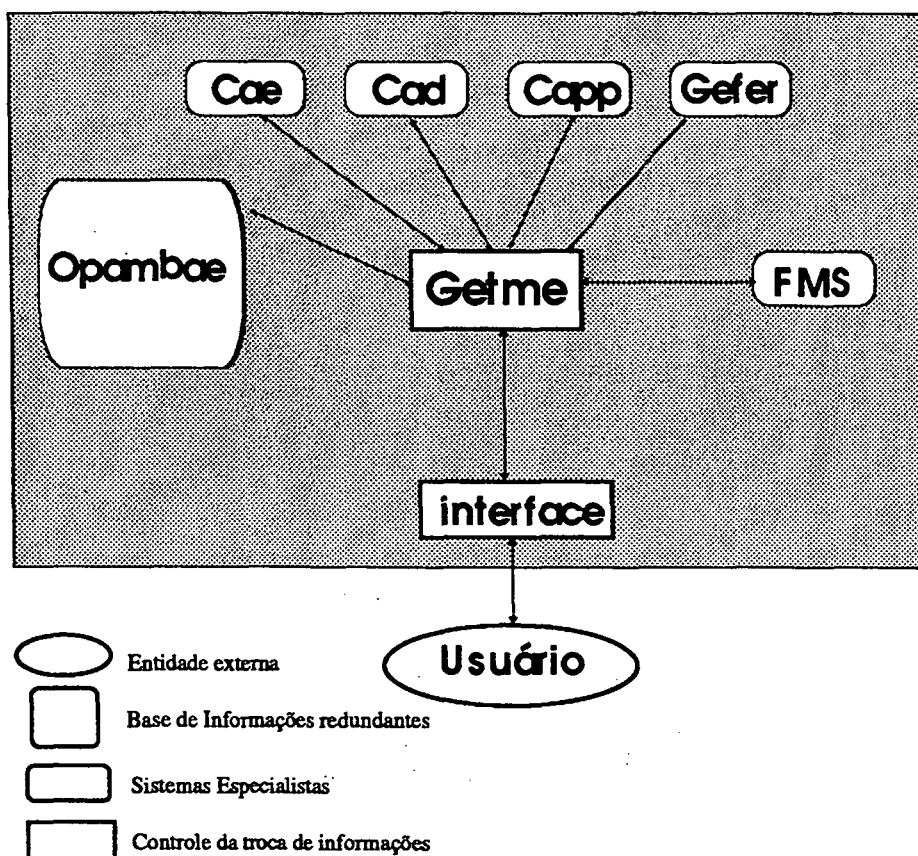 Cae Cad Capp Gefer
Opambae
Getme
FMS
interface
Usuário
Entidade externa
Base de Informações redundantes
Sistemas Especialistas
Controle da troca de informações